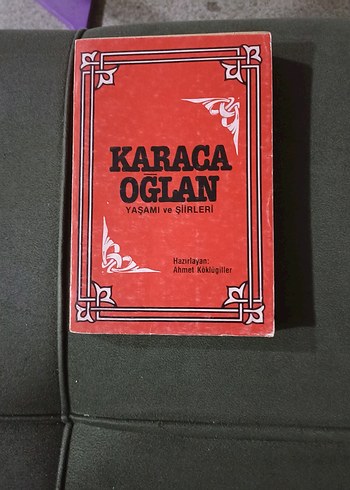 KARACA
OĞLAN
YAŞAMI ve ŞİİRLERİ
Hazırlayan:
Ahmet Köklügiller